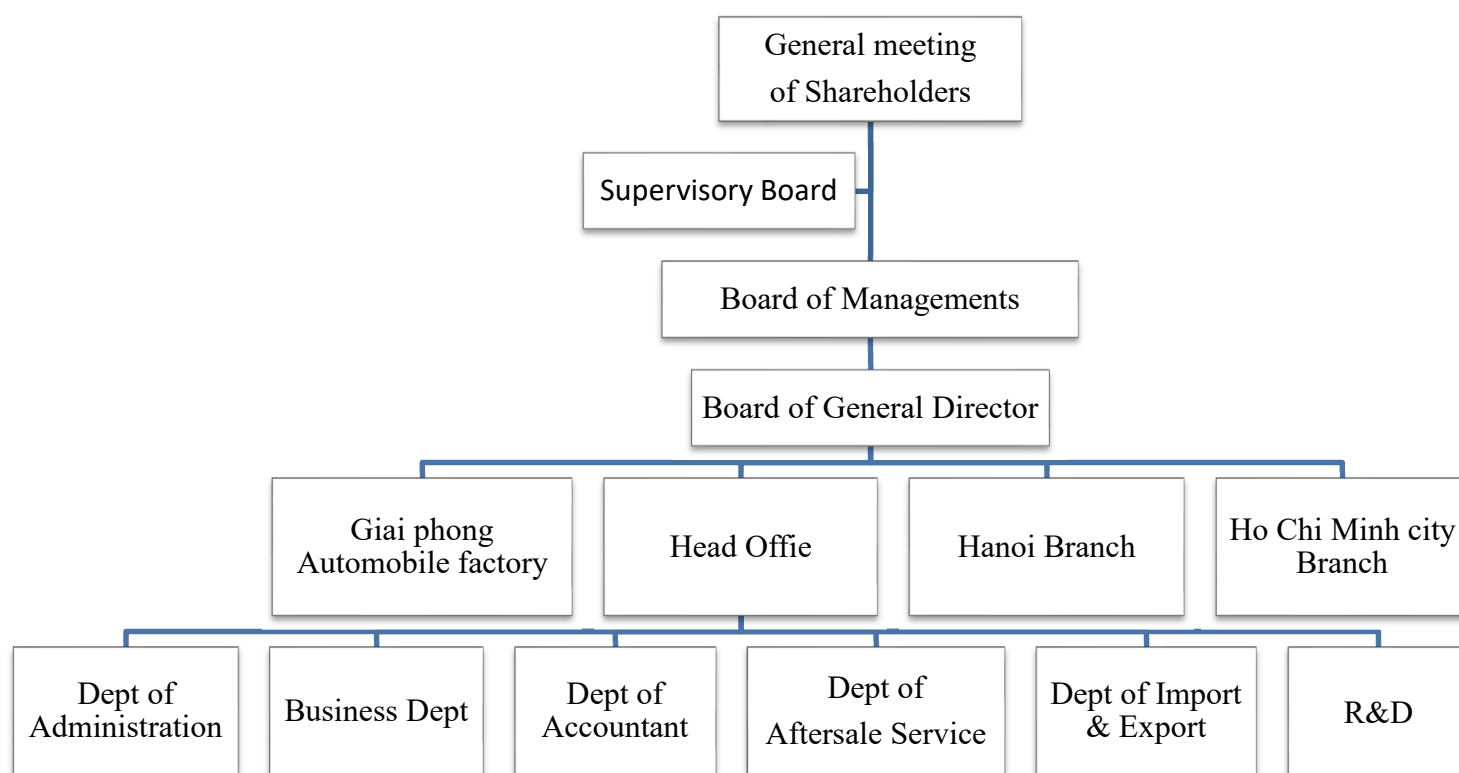 General meeting
of Shareholders
Supervisory Board
Board of Managements
Board of General Director
Giai phong
Automobile factory
Head Offie
Hanoi Branch
Ho Chi Minh city
Branch
Dept of
Administration
Business Dept
Dept of
Accountant
Dept of
Aftersale Service
Dept of Import
& Export
R&D